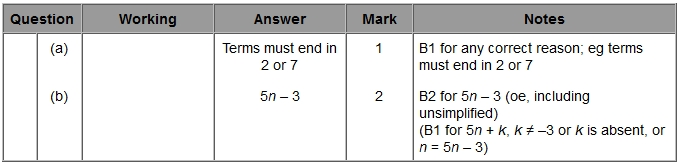 Question Working Answer Mark Notes
(a) Terms must end in 1 B1 for any correct reason; eg terms
2 or 7 must end in 2 or 7
(b) 5n – 3 2 B2 for 5n – 3 (oe, including
unsimplified)
(B1 for 5n + k, k ≠ –3 or k is absent, or
n = 5n – 3)